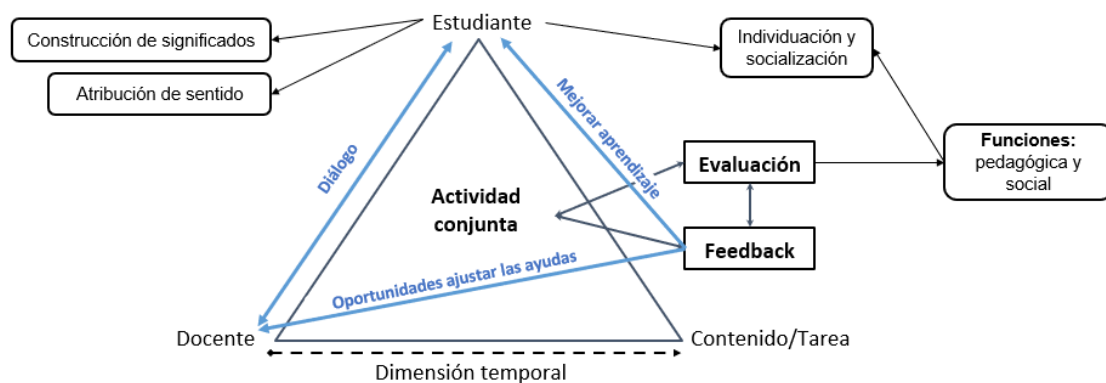 Estudiante
Construcción de significados
Atribución de sentido
Individuación y
socialización
Diálogo
Mejorar aprendizaje
Funciones:
pedagógica y
social
Evaluación
Actividad
conjunta
Feedback
Oportunidades ajustar las ayudas
Docente
Contenido/Tarea
Dimensión temporal